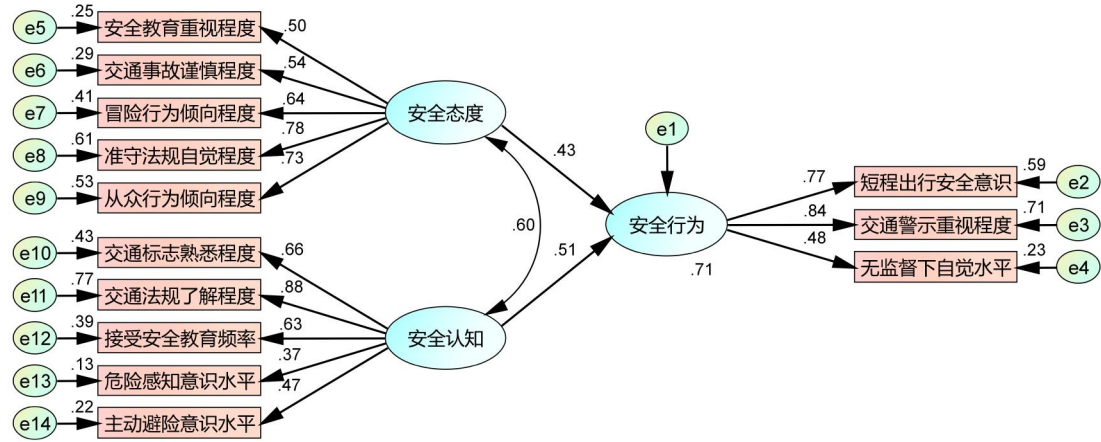 e5 .25 安全教育重视程度 .50
e6 .29 交通事故谨慎程度 .54
e7 .41 冒险行为倾向程度 .64
e8 .61 准守法规自觉程度 .78
e9 .53 从众行为倾向程度 .73
安全态度
e10 .43 交通标志熟悉程度 .66
e11 .77 交通法规了解程度 .88
e12 .39 接受安全教育频率 .63
e13 .13 危险感知意识水平 .37
e14 .22 主动避险意识水平 .47
安全认知
.60
.43
.51
e1
安全行为
.71
.77 短程出行安全意识 .59 e2
.84 交通警示重视程度 .71 e3
.48 无监督下自觉水平 .23 e4